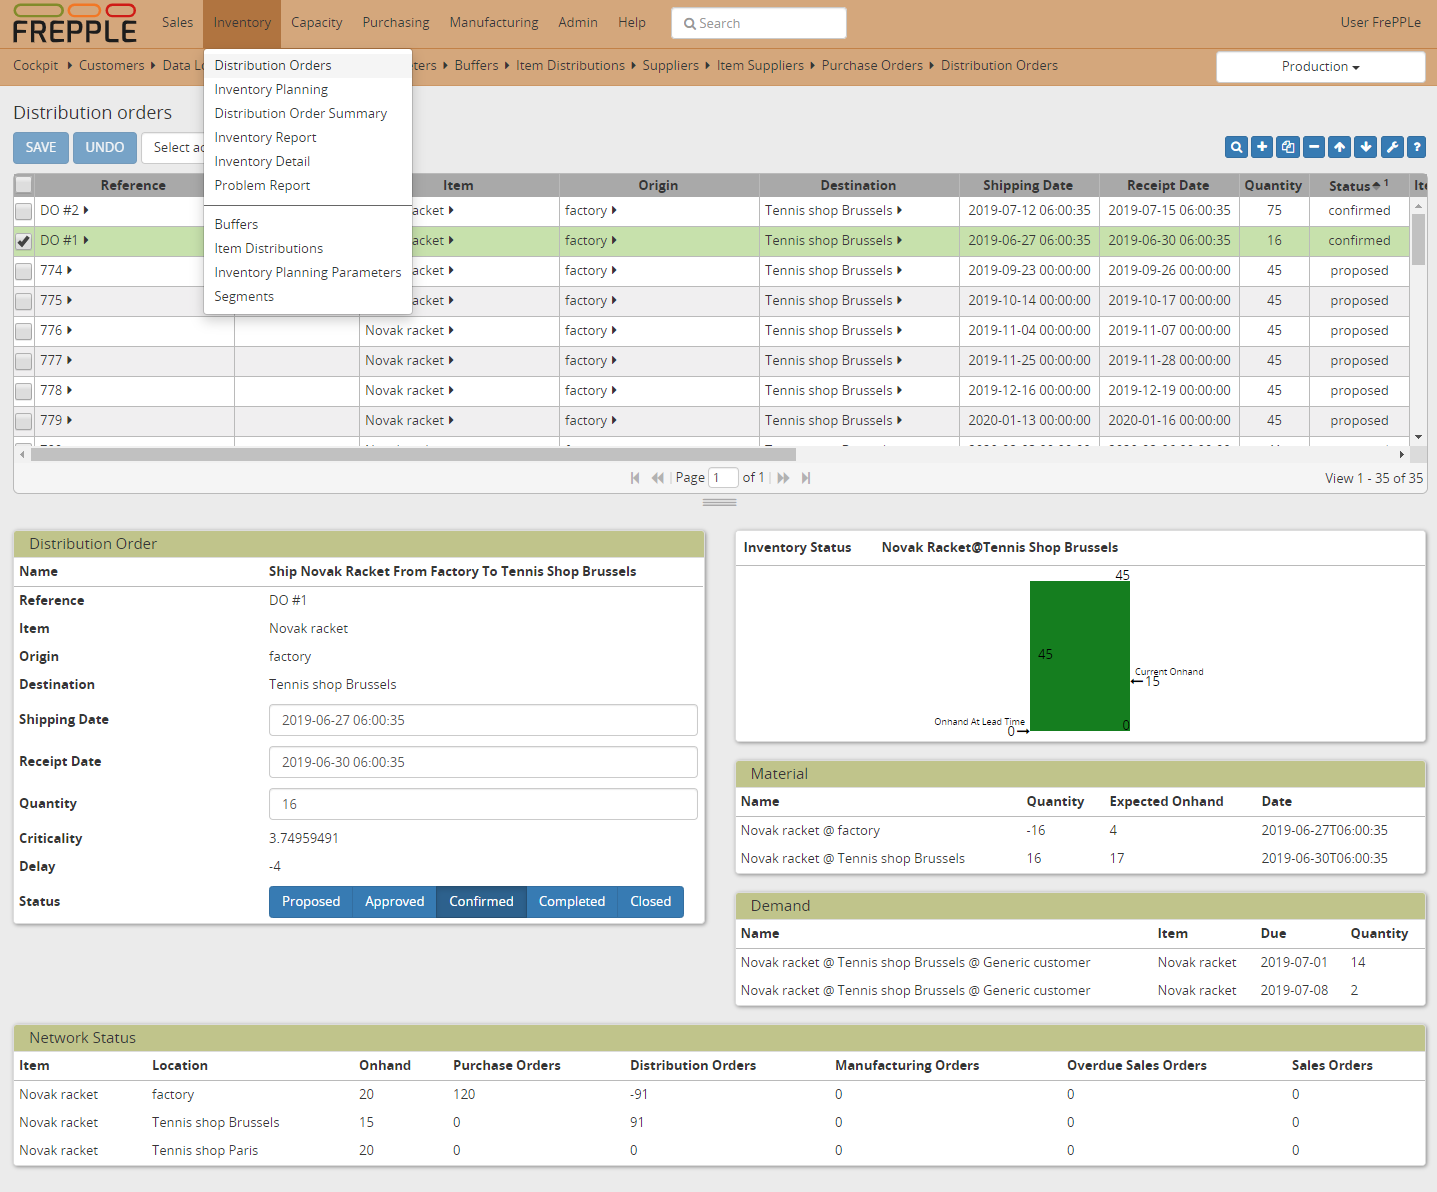 FREPPLE Sales Inventory Capacity Purchasing Manufacturing Admin Help Search User FrePPLe
Cockpit Customers Data Lo eters Buffers Item Distributions Suppliers Item Suppliers Purchase Orders Distribution Orders Production
Distribution Orders
Inventory Planning
Distribution Order Summary
Inventory Report
Inventory Detail
Problem Report
Buffers
Item Distributions
Inventory Planning Parameters
Segments
Distribution orders
SAVE UNDO Select ac
Reference Item Origin Destination Shipping Date Receipt Date Quantity Status 1 Ite
DO #2 acket factory Tennis shop Brussels 2019-07-12 06:00:35 2019-07-15 06:00:35 75 confirmed
DO #1 acket factory Tennis shop Brussels 2019-06-27 06:00:35 2019-06-30 06:00:35 16 confirmed
774 acket factory Tennis shop Brussels 2019-09-23 00:00:00 2019-09-26 00:00:00 45 proposed
775 acket factory Tennis shop Brussels 2019-10-14 00:00:00 2019-10-17 00:00:00 45 proposed
776 Novak racket factory Tennis shop Brussels 2019-11-04 00:00:00 2019-11-07 00:00:00 45 proposed
777 Novak racket factory Tennis shop Brussels 2019-11-25 00:00:00 2019-11-28 00:00:00 45 proposed
778 Novak racket factory Tennis shop Brussels 2019-12-16 00:00:00 2019-12-19 00:00:00 45 proposed
779 Novak racket factory Tennis shop Brussels 2020-01-13 00:00:00 2020-01-16 00:00:00 45 proposed
Page 1 of 1 View 1 - 35 of 35
Distribution Order
Name Ship Novak Racket From Factory To Tennis Shop Brussels
Reference DO #1
Item Novak racket
Origin factory
Destination Tennis shop Brussels
Shipping Date 2019-06-27 06:00:35
Receipt Date 2019-06-30 06:00:35
Quantity 16
Criticality 3.74959491
Delay -4
Status Proposed Approved Confirmed Completed Closed
Inventory Status Novak Racket@Tennis Shop Brussels
45
45
Current Onhand
15
Onhand At Lead Time
0
0
Material
Name Quantity Expected Onhand Date
Novak racket @ factory -16 4 2019-06-27T06:00:35
Novak racket @ Tennis shop Brussels 16 17 2019-06-30T06:00:35
Demand
Name Item Due Quantity
Novak racket @ Tennis shop Brussels @ Generic customer Novak racket 2019-07-01 14
Novak racket @ Tennis shop Brussels @ Generic customer Novak racket 2019-07-08 2
Network Status
Item Location Onhand Purchase Orders Distribution Orders Manufacturing Orders Overdue Sales Orders Sales Orders
Novak racket factory 20 120 -91 0 0 0
Novak racket Tennis shop Brussels 15 0 91 0 0 0
Novak racket Tennis shop Paris 20 0 0 0 0 0